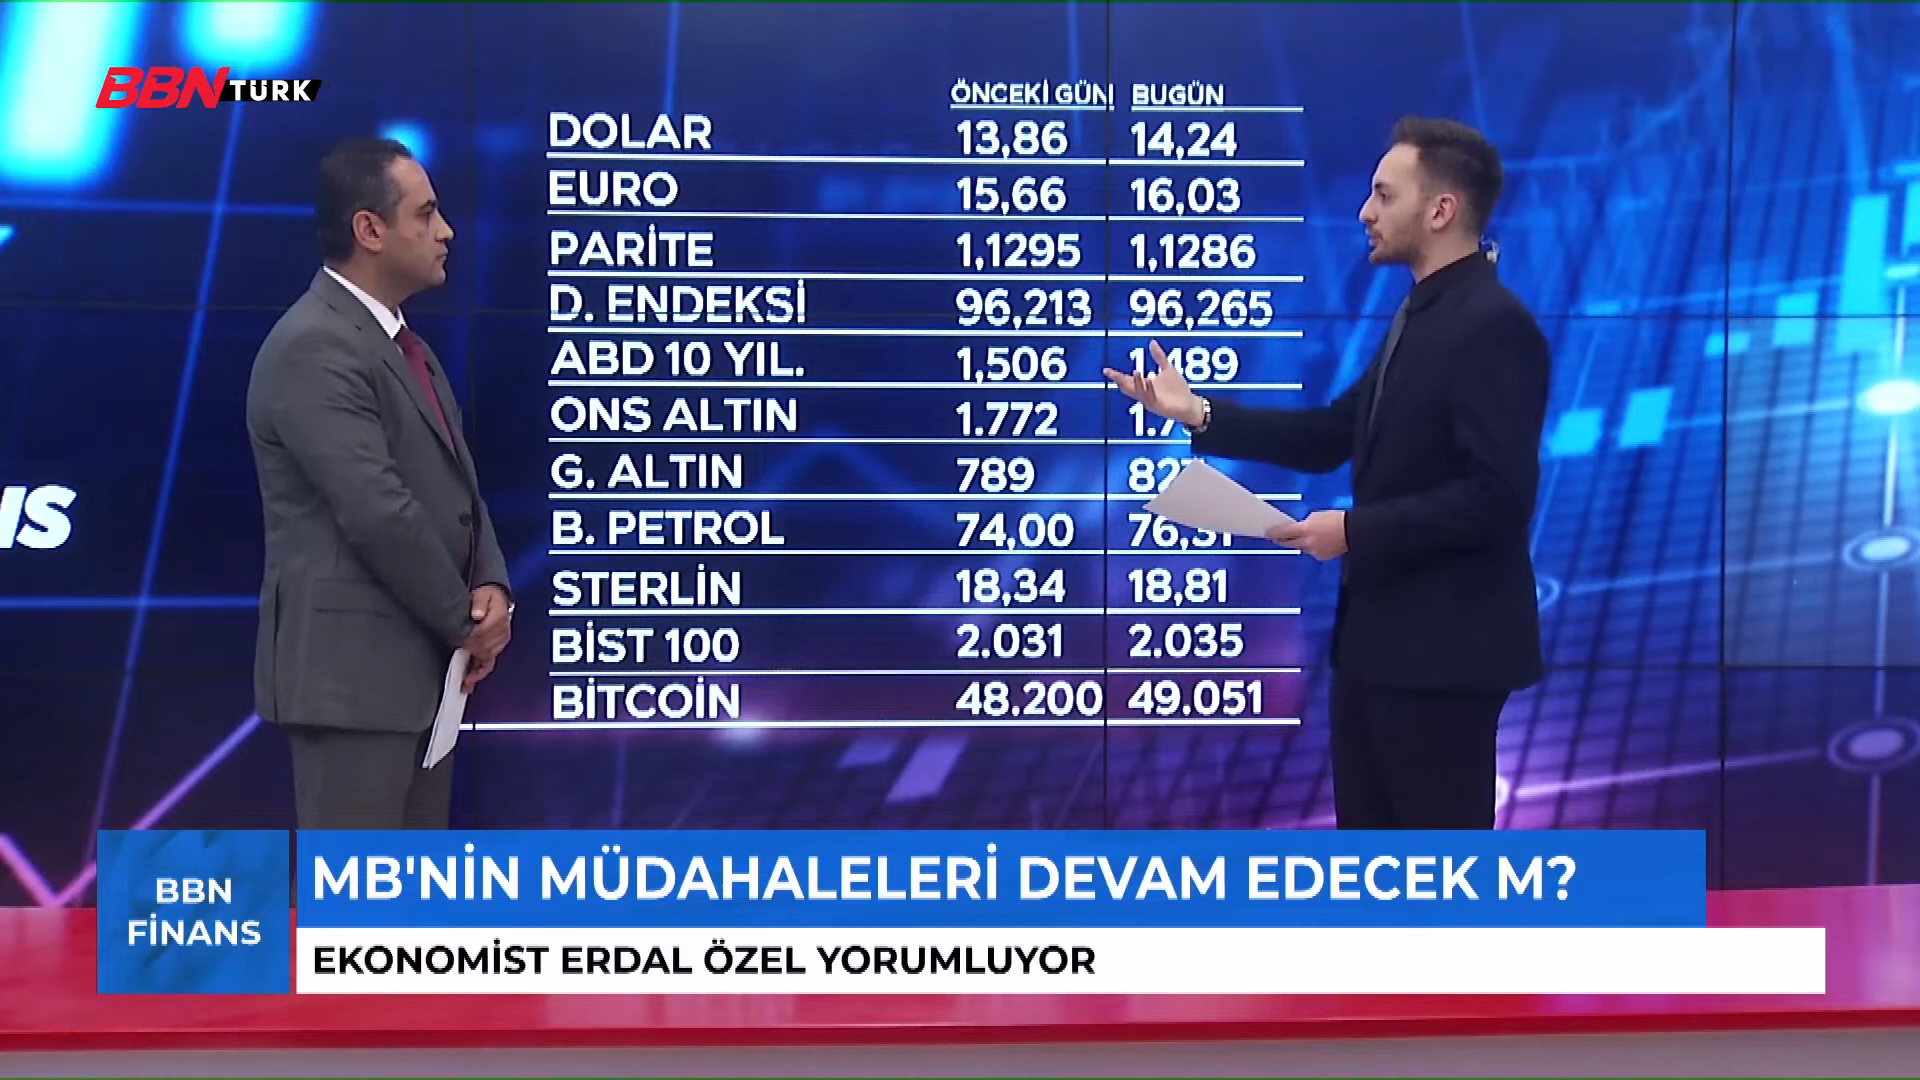 BBN TURK
ÖNCEKİ GÜN BUGÜN
DOLAR 13,86 14,24
EURO 15,66 16,03
PARİTE 1,1295 1,1286
D. ENDEKSİ 96,213 96,265
ABD 10 YIL. 1,506
ONS ALTIN 1.772
G. ALTIN 789
B. PETROL 74,00
STERLİN 18,34 18,81
BİST 100 2.031 2.035
BİTCOİN 48.200 49.051
BBN
FİNANS
MB'NİN MÜDAHALELERİ DEVAM EDECEK M?
EKONOMİST ERDAL ÖZEL YORUMLUYOR